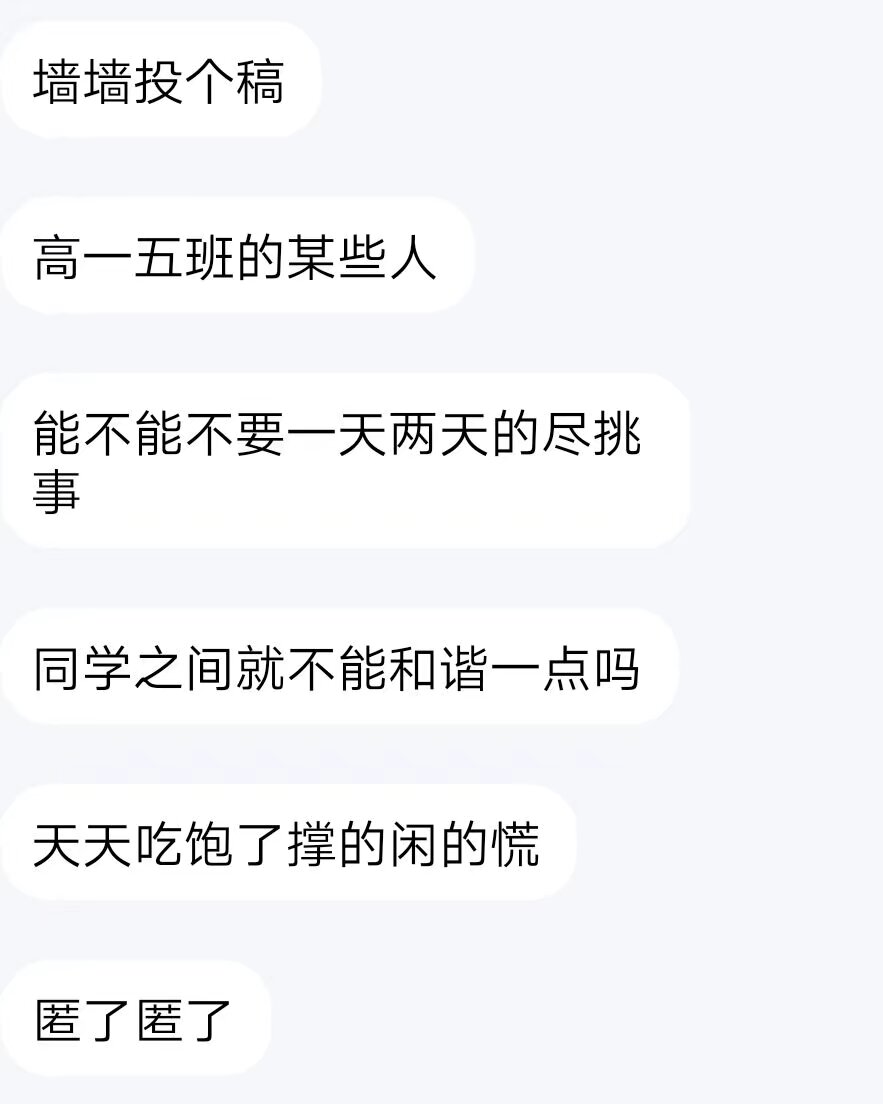 墙墙投个稿
高一五班的某些人
能不能不要一天两天的尽挑
事
同学之间就不能和谐一点吗
天天吃饱了撑的闲的慌
匿了匿了